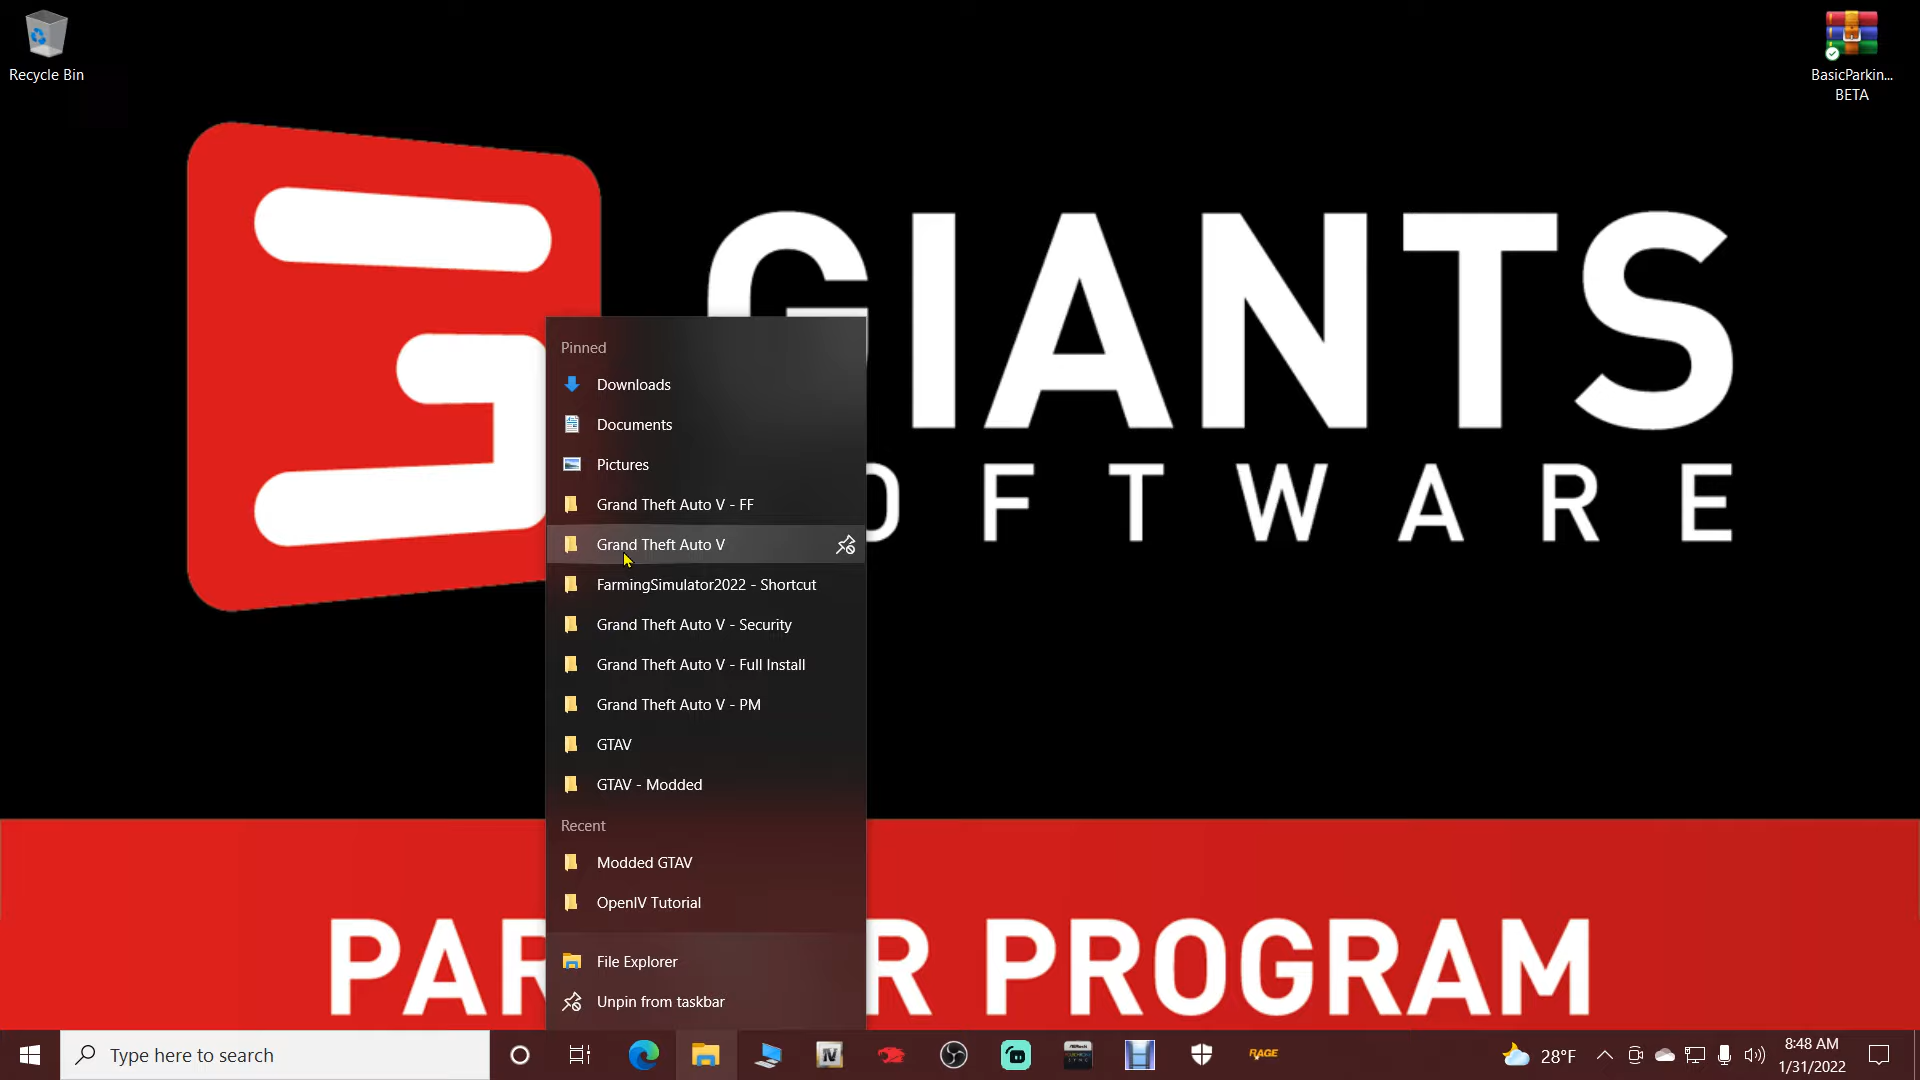 Recycle Bin
BasicParkin...
BETA
GIANTS
OFTWARE
Pinned
Downloads
Documents
Pictures
Grand Theft Auto V - FF
Grand Theft Auto V
FarmingSimulator2022 - Shortcut
Grand Theft Auto V - Security
Grand Theft Auto V - Full Install
Grand Theft Auto V - PM
GTAV
GTAV - Modded
Recent
Modded GTAV
OpenIV Tutorial
File Explorer
Unpin from taskbar
PAR R PROGRAM
Type here to search
IV
RAGE
28°F
8:48 AM
1/31/2022